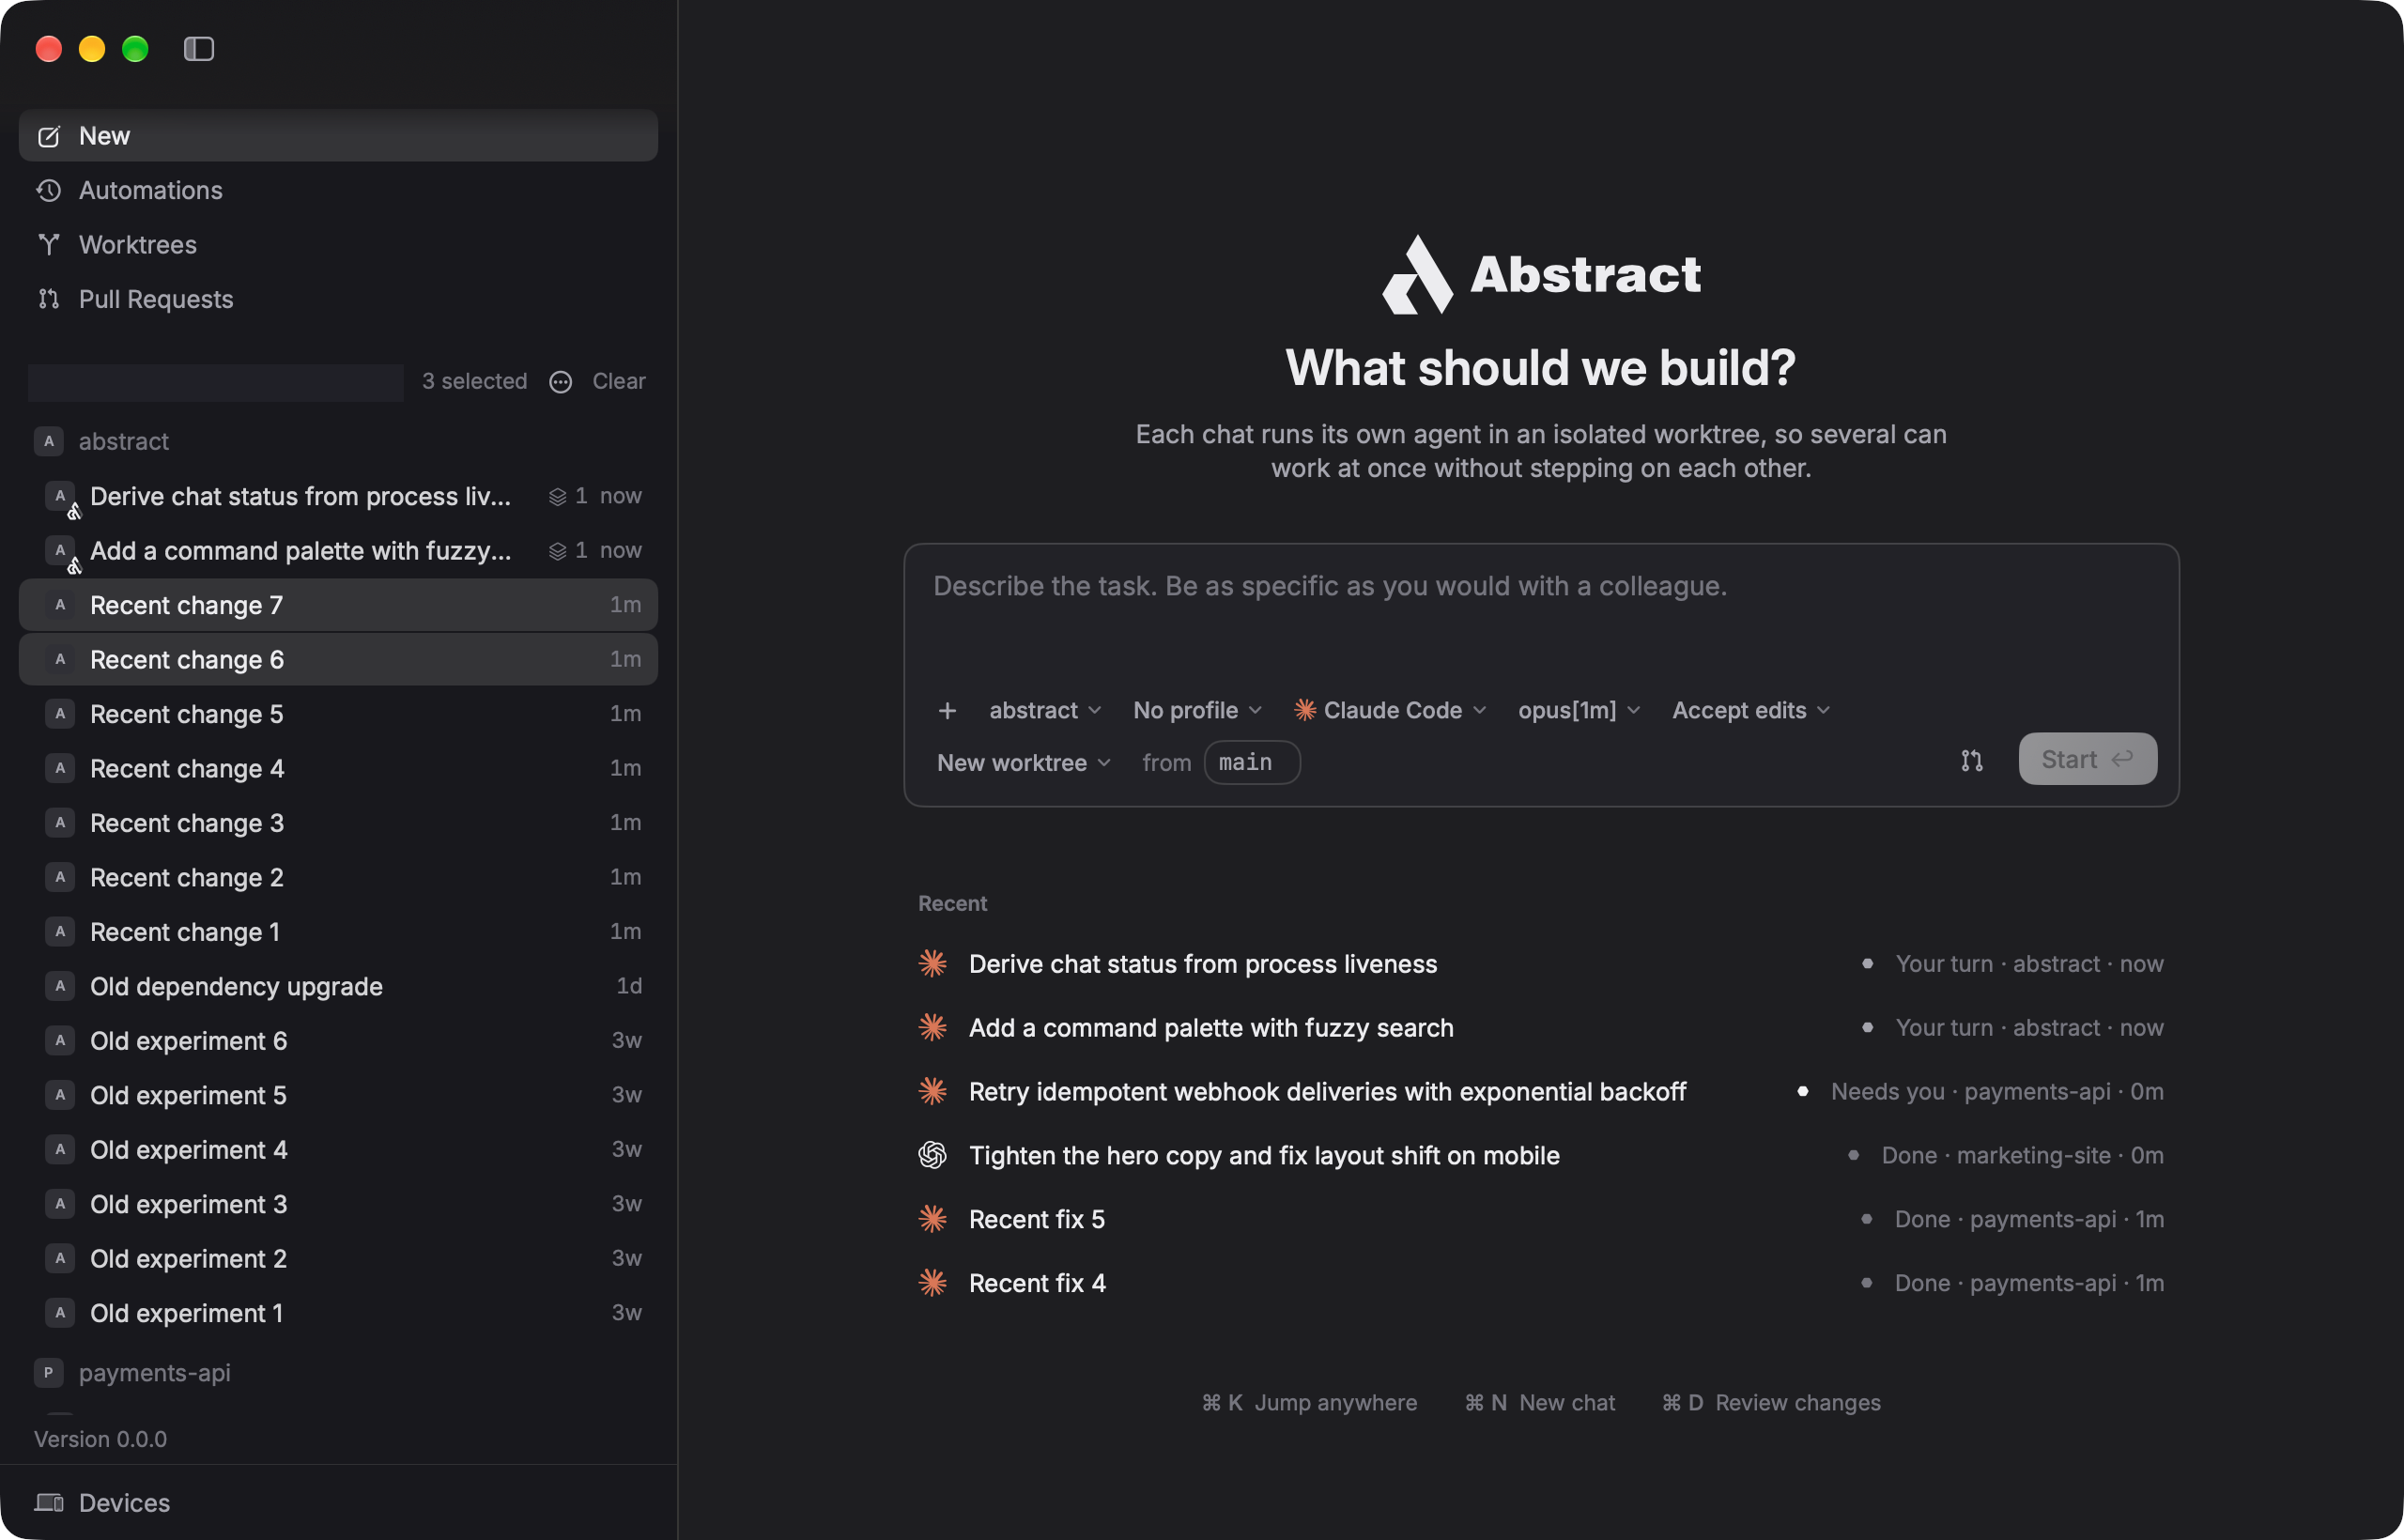 New
Automations
Worktrees
Pull Requests
3 selected Clear
A abstract
A Derive chat status from process liv... 1 now
A Add a command palette with fuzzy... 1 now
A Recent change 7 1m
A Recent change 6 1m
A Recent change 5 1m
A Recent change 4 1m
A Recent change 3 1m
A Recent change 2 1m
A Recent change 1 1m
A Old dependency upgrade 1d
A Old experiment 6 3w
A Old experiment 5 3w
A Old experiment 4 3w
A Old experiment 3 3w
A Old experiment 2 3w
A Old experiment 1 3w
P payments-api
Version 0.0.0
Devices
Abstract
What should we build?
Each chat runs its own agent in an isolated worktree, so several can
work at once without stepping on each other.
Describe the task. Be as specific as you would with a colleague.
+ abstract No profile Claude Code opus[1m] Accept edits
New worktree from main Start
Recent
Derive chat status from process liveness Your turn · abstract · now
Add a command palette with fuzzy search Your turn · abstract · now
Retry idempotent webhook deliveries with exponential backoff Needs you · payments-api · 0m
Tighten the hero copy and fix layout shift on mobile Done · marketing-site · 0m
Recent fix 5 Done · payments-api · 1m
Recent fix 4 Done · payments-api · 1m
⌘ K Jump anywhere ⌘ N New chat ⌘ D Review changes